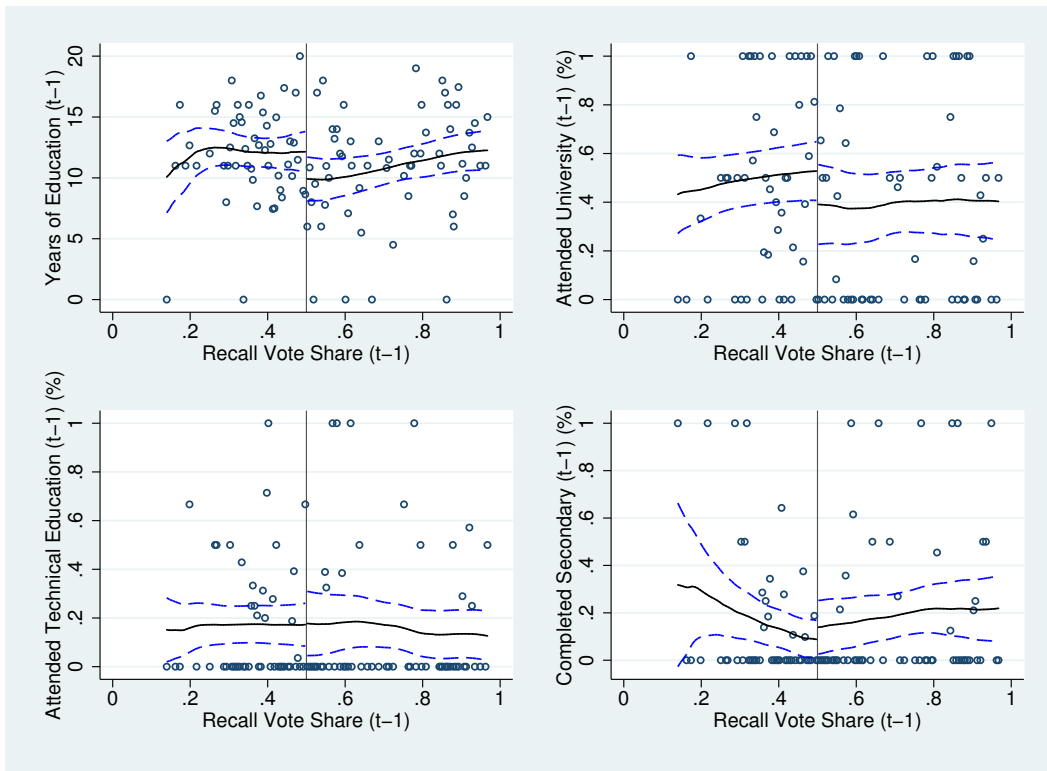 Years of Education (t−1)
20
15
10
5
0
0 .2 .4 .6 .8 1
Recall Vote Share (t−1)
Attended University (t−1) (%)
1
.8
.6
.4
.2
0
0 .2 .4 .6 .8 1
Recall Vote Share (t−1)
Attended Technical Education (t−1) (%)
1
.8
.6
.4
.2
0
0 .2 .4 .6 .8 1
Recall Vote Share (t−1)
Completed Secondary (t−1) (%)
1
.8
.6
.4
.2
0
0 .2 .4 .6 .8 1
Recall Vote Share (t−1)